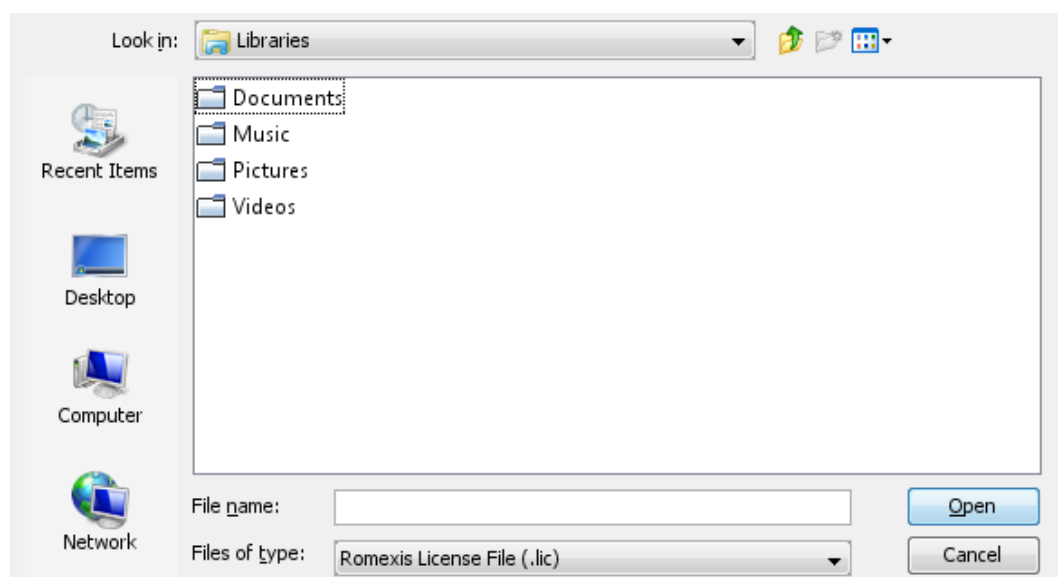 Look in: Libraries
Recent Items
Desktop
Computer
Network
Documents
Music
Pictures
Videos
File name:
Open
Files of type: Romexis License File (.lic)
Cancel